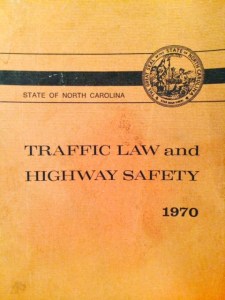 STATE OF NORTH CAROLINA
TRAFFIC LAW and
HIGHWAY SAFETY
1970